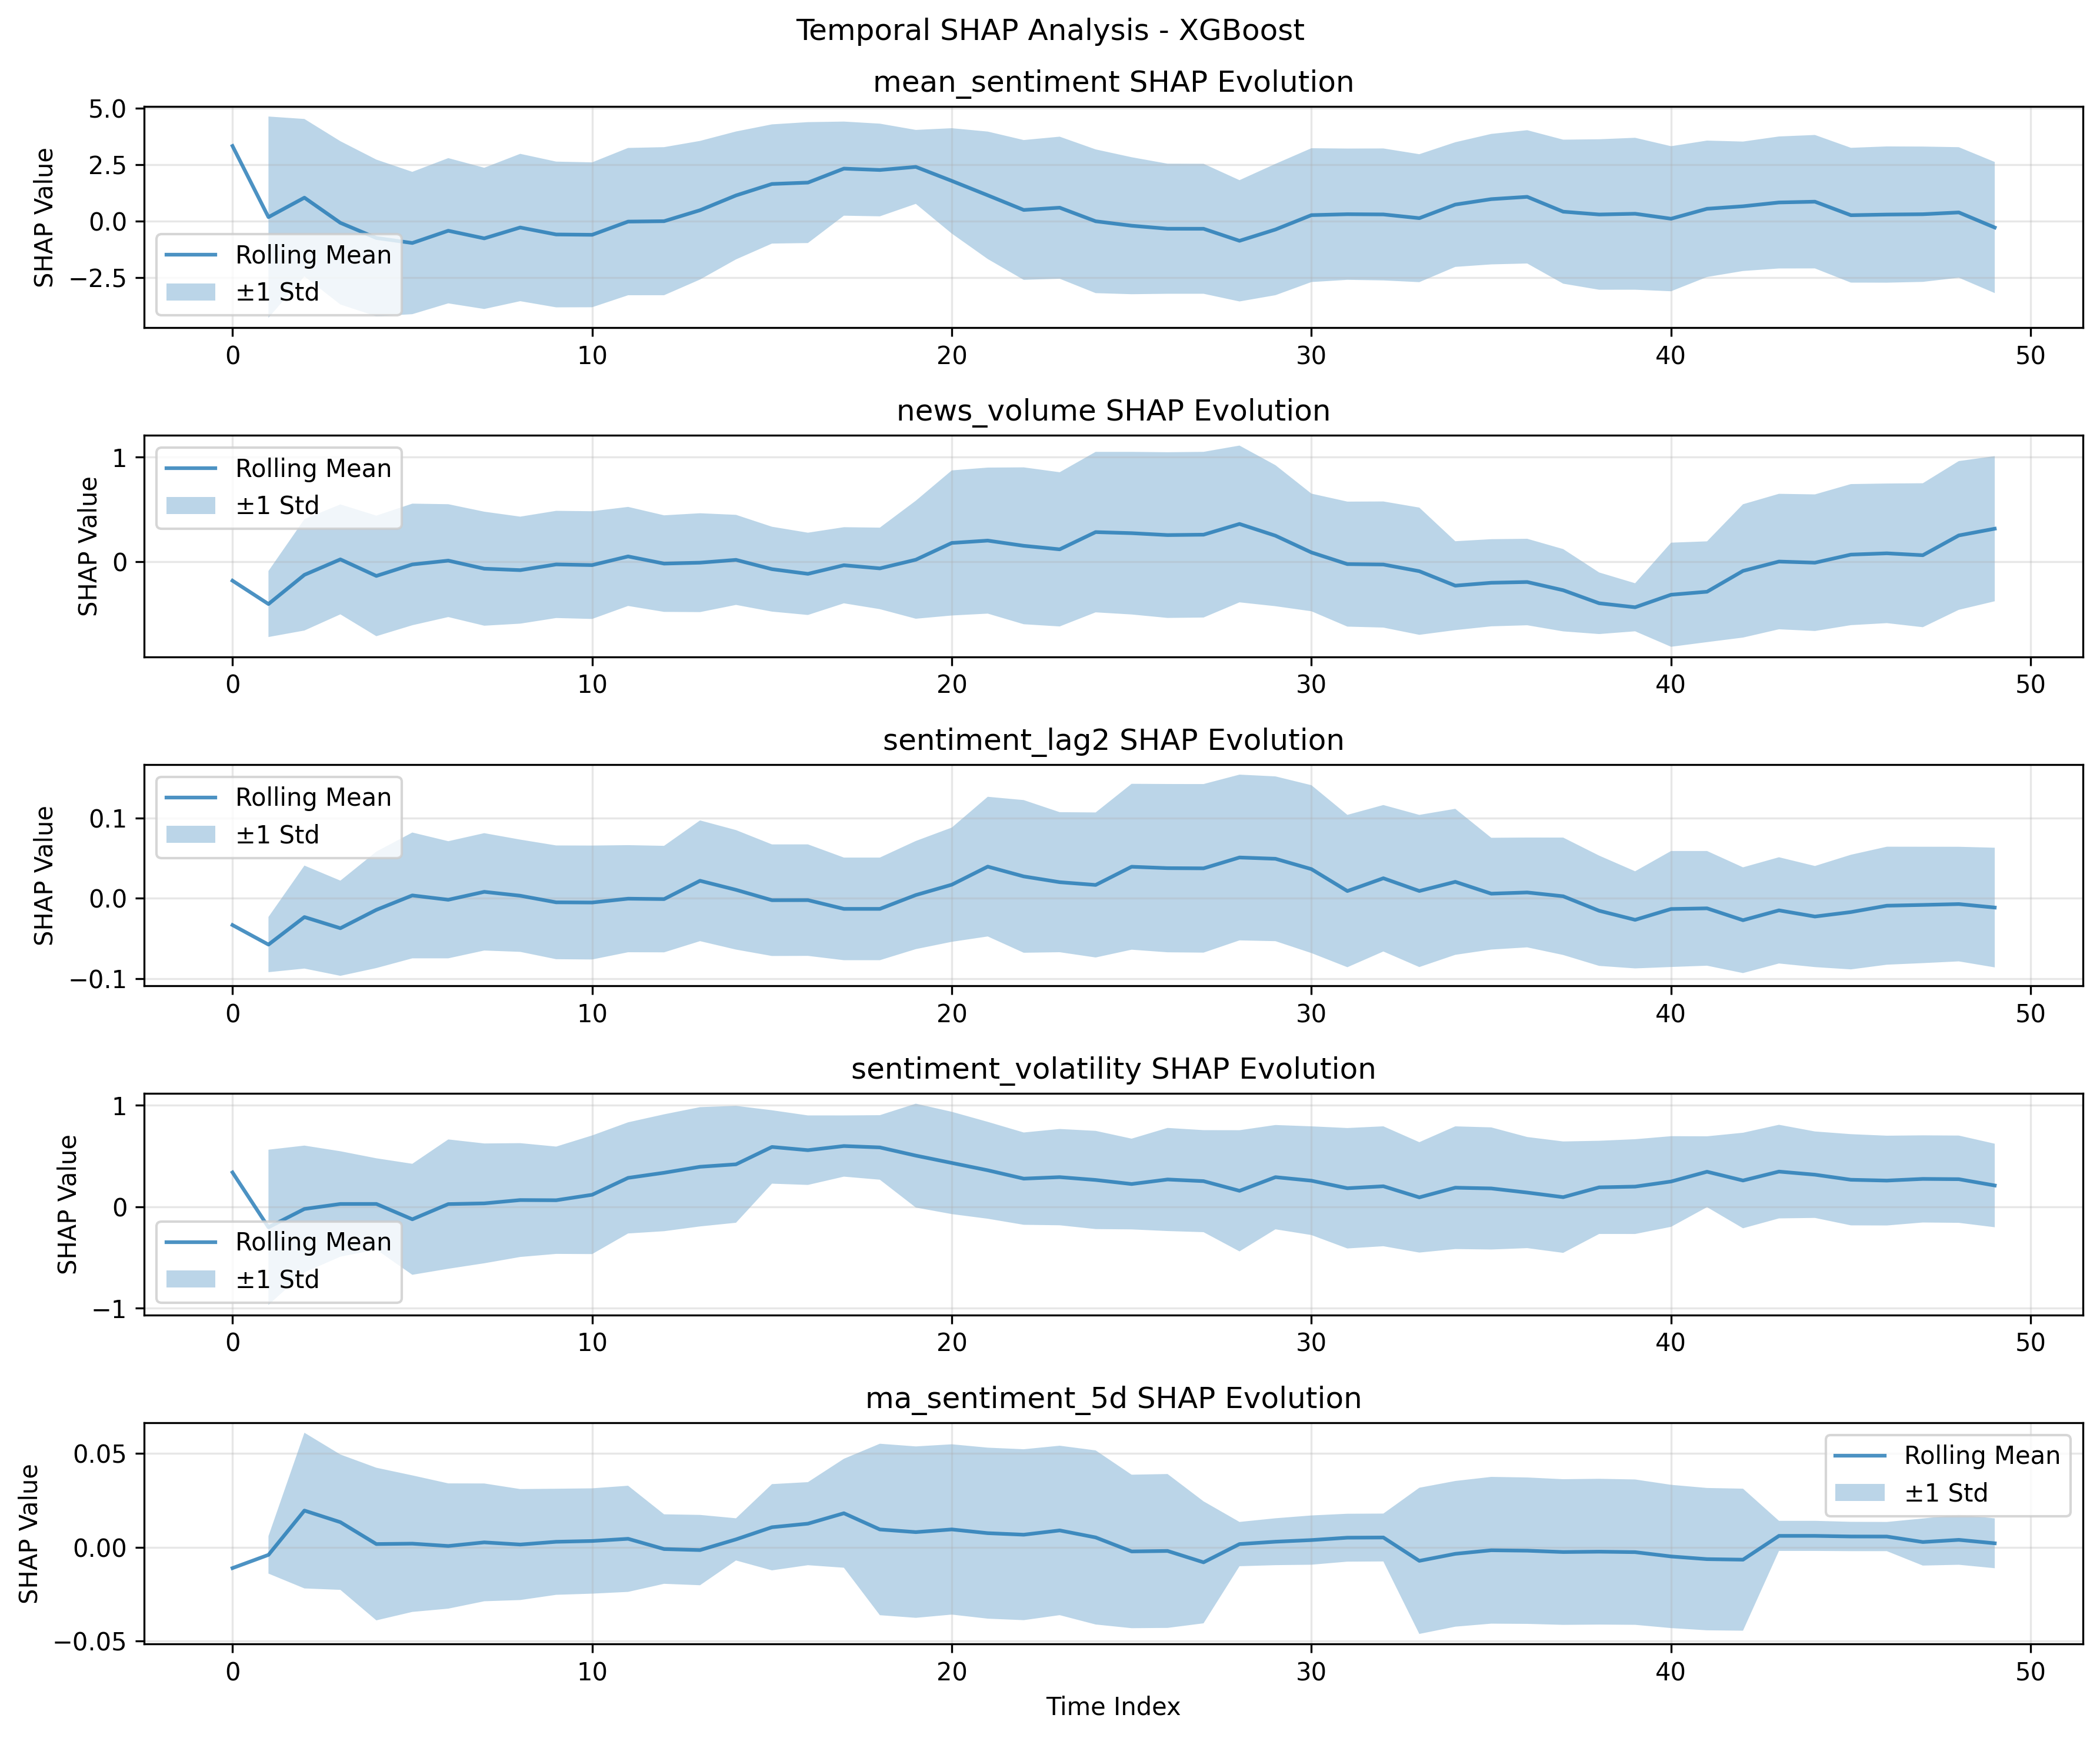 Temporal SHAP Analysis - XGBoost
mean_sentiment SHAP Evolution
SHAP Value
5.0
2.5
0.0
−2.5
Rolling Mean
±1 Std
0 10 20 30 40 50
news_volume SHAP Evolution
SHAP Value
1
0
Rolling Mean
±1 Std
0 10 20 30 40 50
sentiment_lag2 SHAP Evolution
SHAP Value
0.1
0.0
−0.1
Rolling Mean
±1 Std
0 10 20 30 40 50
sentiment_volatility SHAP Evolution
SHAP Value
1
0
−1
Rolling Mean
±1 Std
0 10 20 30 40 50
ma_sentiment_5d SHAP Evolution
SHAP Value
0.05
0.00
−0.05
Rolling Mean
±1 Std
0 10 20 30 40 50
Time Index